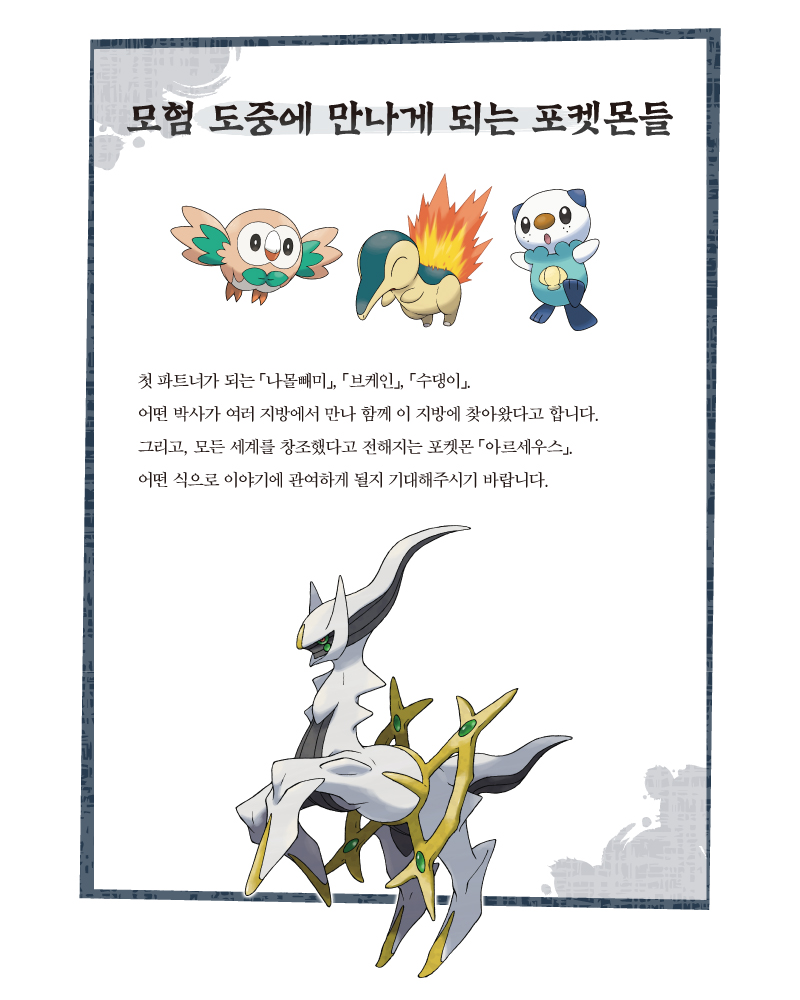 모험 도중에 만나게 되는 포켓몬들
첫 파트너가 되는 「나몰빼미」, 「브케인」, 「수댕이」.
어떤 박사가 여러 지방에서 만나 함께 이 지방에 찾아왔다고 합니다.
그리고, 모든 세계를 창조했다고 전해지는 포켓몬 「아르세우스」.
어떤 식으로 이야기에 관여하게 될지 기대해주시기 바랍니다.